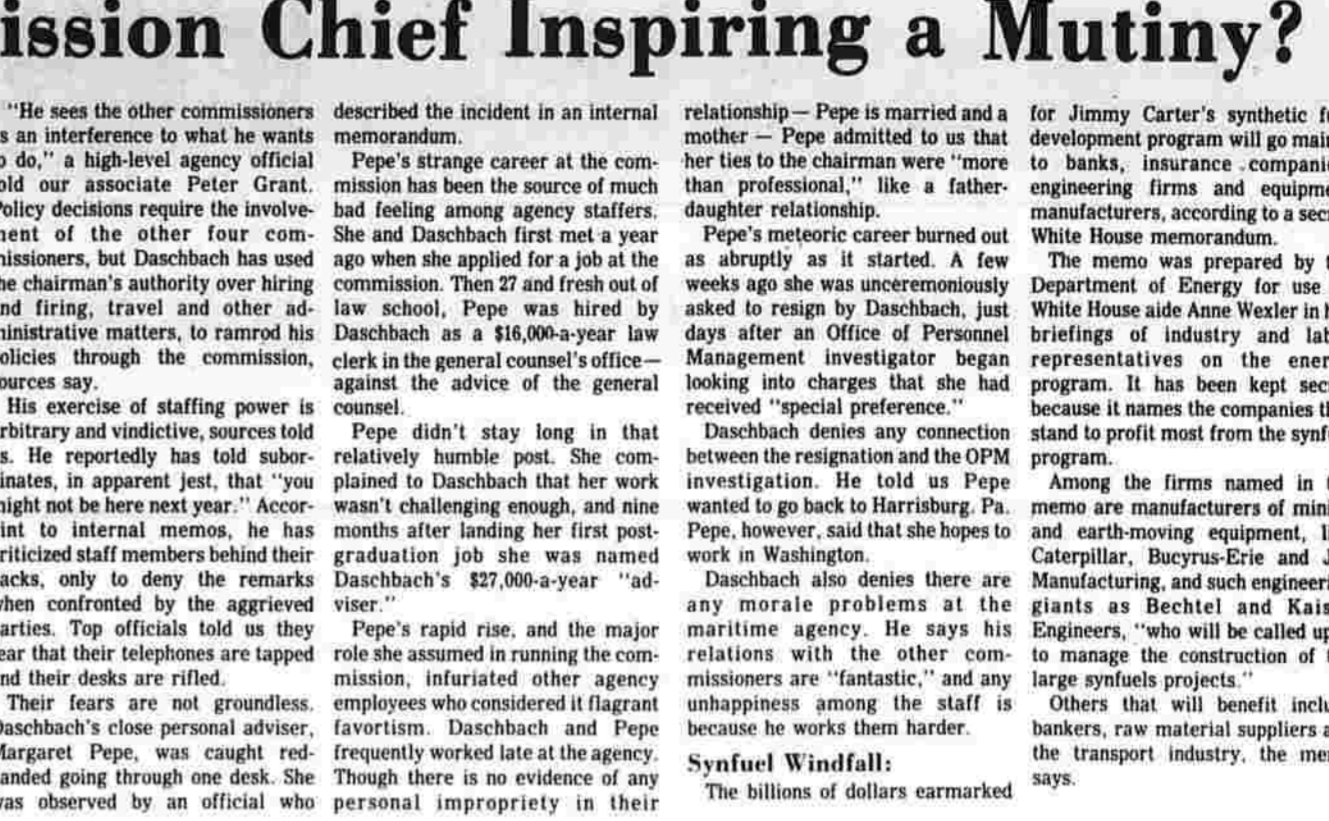 ission Chief Inspiring a Mutiny?
"He sees the other commissioners
s an interference to what he wants
o do," a high-level agency official
old our associate Peter Grant.
olicy decisions require the involve-
ent of the other four com-
issioners, but Daschbach has used
he chairman's authority over hiring
nd firing, travel and other ad-
ministrative matters, to ramrod his
olicies through the commission,
ources say.
His exercise of staffing power is
rbitrary and vindictive, sources told
s. He reportedly has told subor-
inates, in apparent jest, that "you
ight not be here next year." Accor-
int to internal memos, he has
riticized staff members behind their
acks, only to deny the remarks
hen confronted by the aggrieved
arties. Top officials told us they
ear that their telephones are tapped
nd their desks are rifled.
Their fears are not groundless.
Daschbach's close personal adviser,
Margaret Pepe, was caught red-
anded going through one desk. She
was observed by an official who
described the incident in an internal
memorandum.
Pepe's strange career at the com-
mission has been the source of much
bad feeling among agency staffers.
She and Daschbach first met a year
ago when she applied for a job at the
commission. Then 27 and fresh out of
law school, Pepe was hired by
Daschbach as a $16,000-a-year law
clerk in the general counsel's office—
against the advice of the general
counsel.
Pepe didn't stay long in that
relatively humble post. She com-
plained to Daschbach that her work
wasn't challenging enough, and nine
months after landing her first post-
graduation job she was named
Daschbach's $27,000-a-year "ad-
viser."
Pepe's rapid rise, and the major
role she assumed in running the com-
mission, infuriated other agency
employees who considered it flagrant
favortism. Daschbach and Pepe
frequently worked late at the agency.
Though there is no evidence of any
personal impropriety in their
relationship — Pepe is married and a
mother — Pepe admitted to us that
her ties to the chairman were "more
than professional," like a father-
daughter relationship.
Pepe's meteoric career burned out
as abruptly as it started. A few
weeks ago she was unceremoniously
asked to resign by Daschbach, just
days after an Office of Personnel
Management investigator began
looking into charges that she had
received "special preference."
Daschbach denies any connection
between the resignation and the OPM
investigation. He told us Pepe
wanted to go back to Harrisburg, Pa.
Pepe, however, said that she hopes to
work in Washington.
Daschbach also denies there are
any morale problems at the
maritime agency. He says his
relations with the other com-
missioners are "fantastic," and any
unhappiness among the staff is
because he works them harder.
Synfuel Windfall:
The billions of dollars earmarked
for Jimmy Carter's synthetic fu
development program will go main
to banks, insurance companie
engineering firms and equipme
manufacturers, according to a secr
White House memorandum.
The memo was prepared by t
Department of Energy for use
White House aide Anne Wexler in h
briefings of industry and lab
representatives on the ener
program. It has been kept secr
because it names the companies th
stand to profit most from the synfu
program.
Among the firms named in t
memo are manufacturers of mini
and earth-moving equipment, li
Caterpillar, Bucyrus-Erie and J
Manufacturing, and such engineeri
giants as Bechtel and Kais
Engineers, "who will be called up
to manage the construction of t
large synfuels projects."
Others that will benefit inclu
bankers, raw material suppliers a
the transport industry, the mem
says.